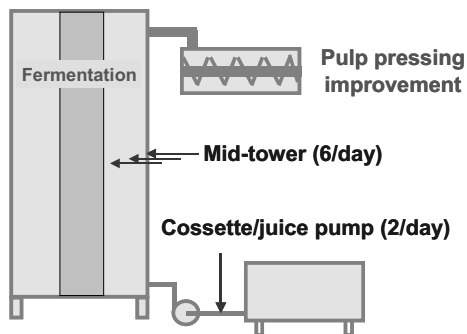 Fermentation
Pulp pressing
improvement
Mid-tower (6/day)
Cossette/juice pump (2/day)